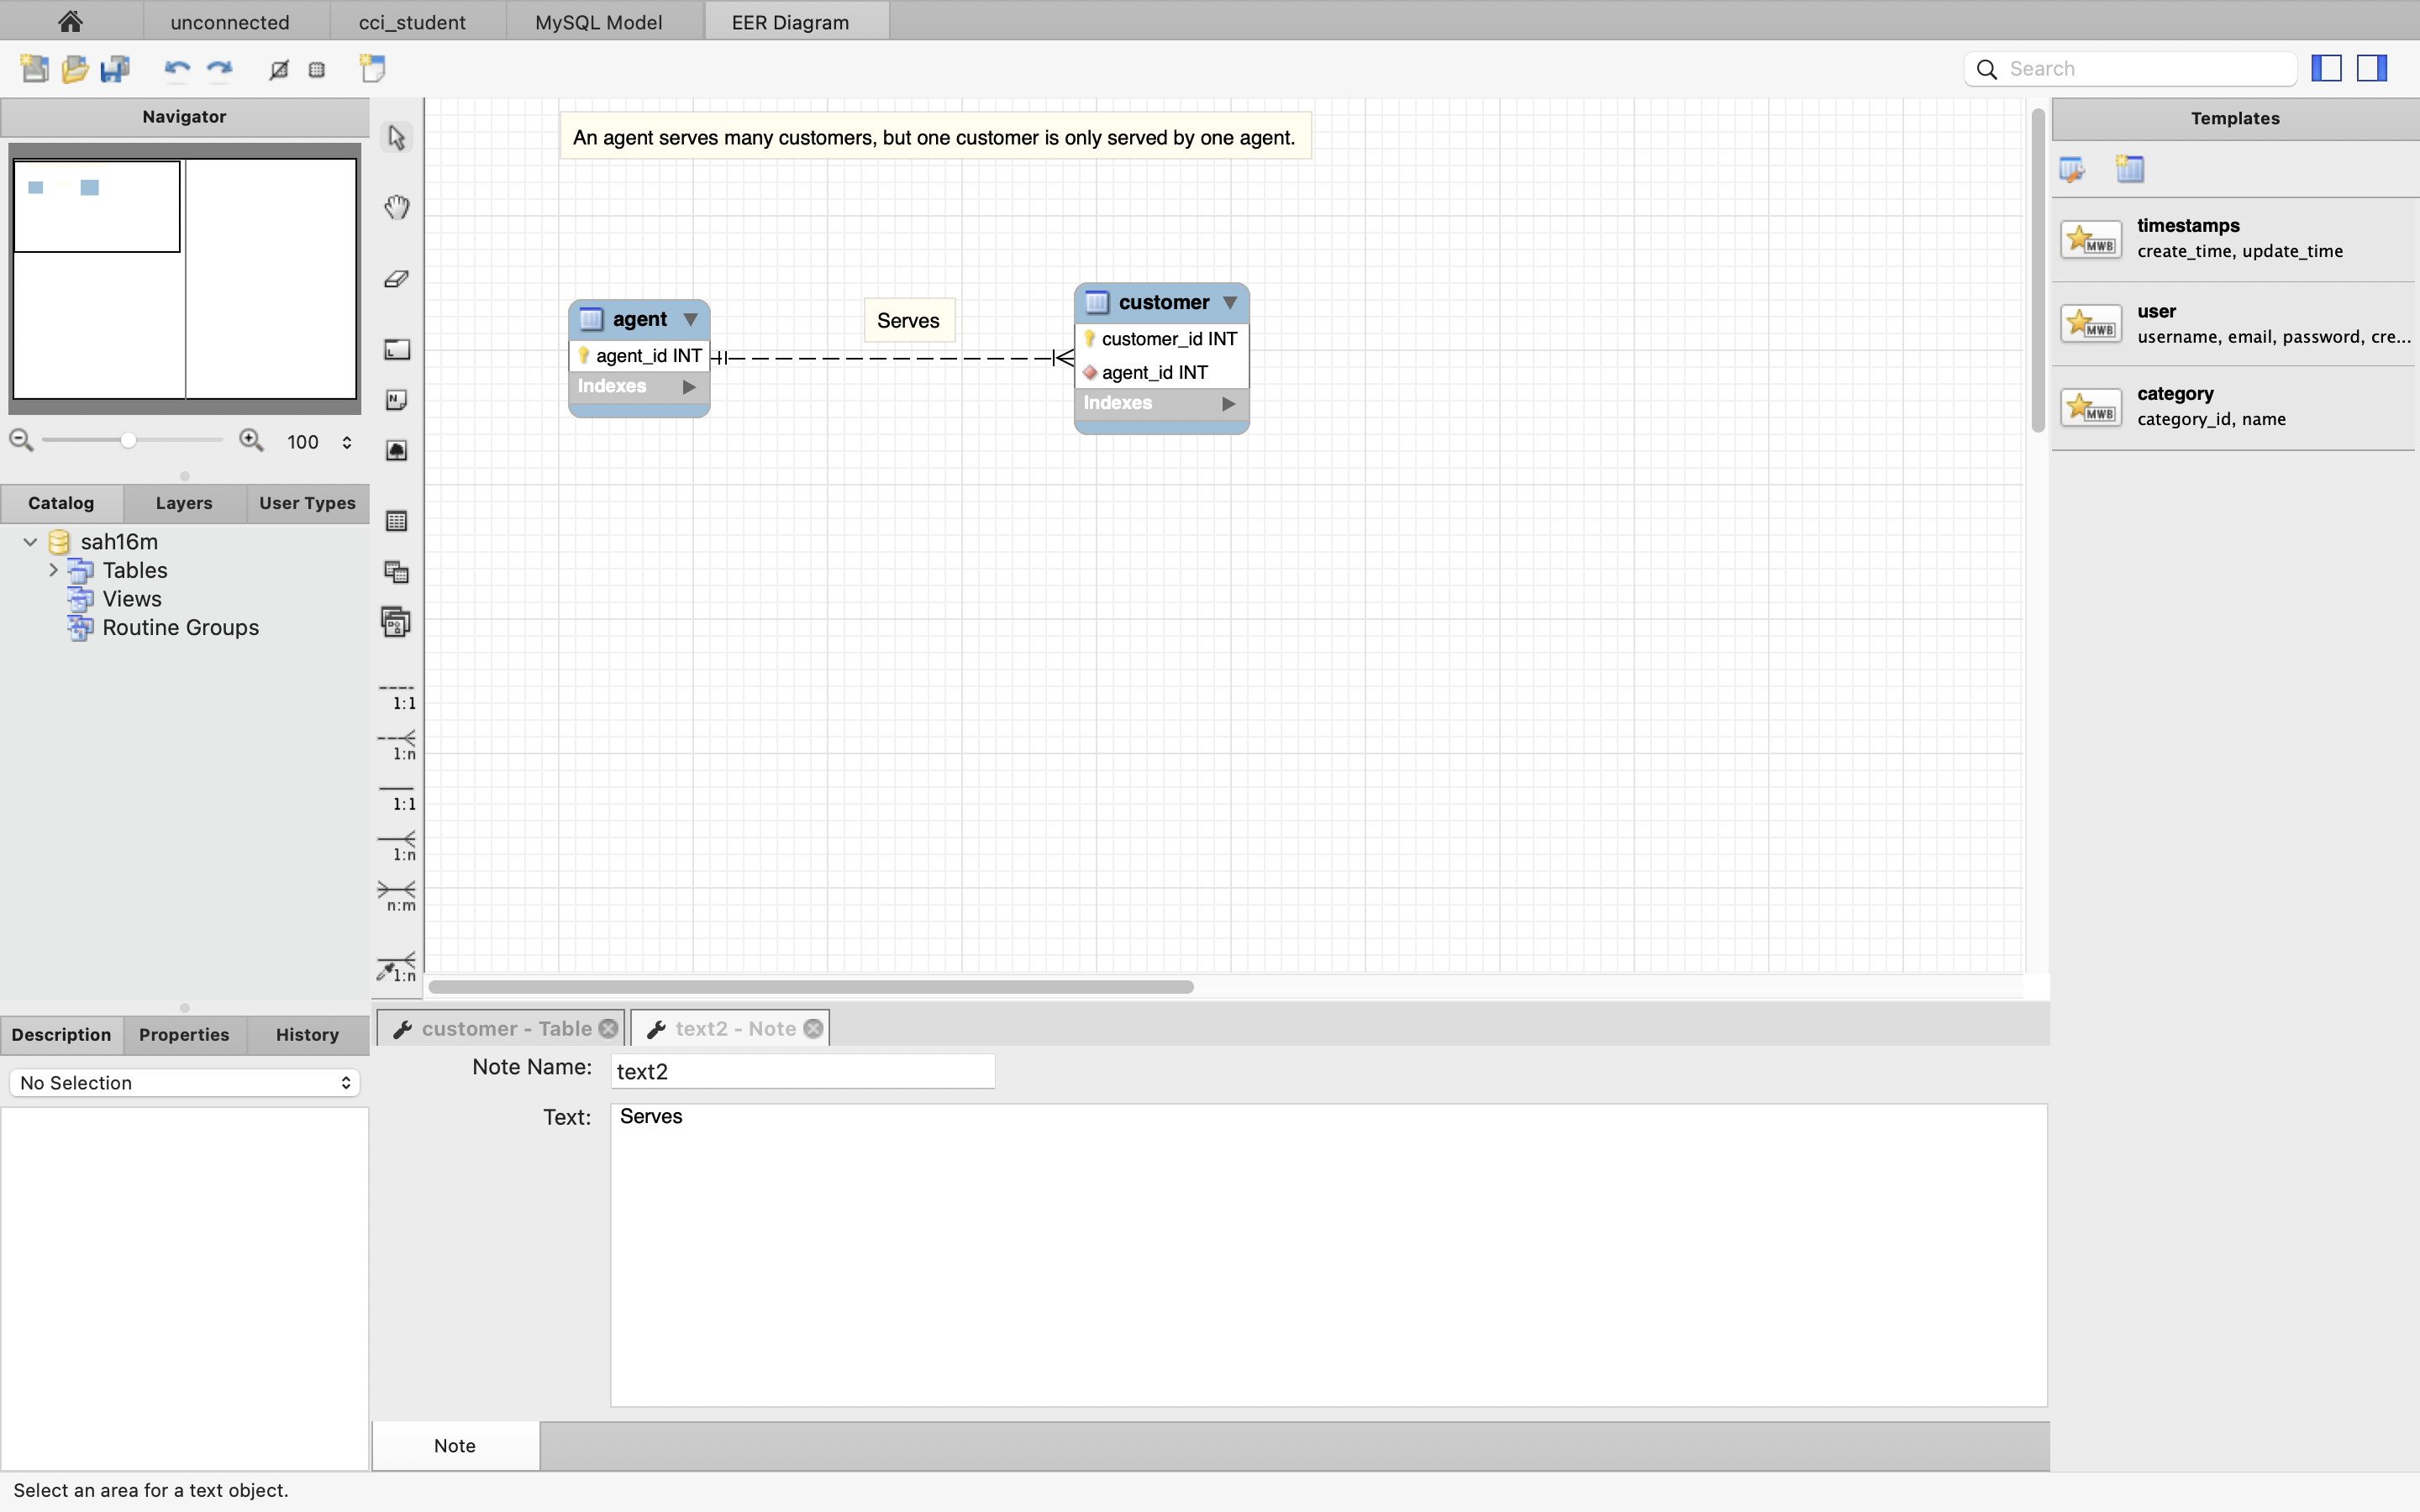 unconnected
cci_student
MySQL Model
EER Diagram
Search
Navigator
100
Catalog
Layers
User Types
sah16m
Tables
Views
Routine Groups
Description
Properties
History
No Selection
1:1
1:n
1:1
1:n
n:m
1:n
An agent serves many customers, but one customer is only served by one agent.
agent
agent_id INT
Indexes
Serves
customer
customer_id INT
agent_id INT
Indexes
Templates
MWB
timestamps
create_time, update_time
MWB
user
username, email, password, cre...
MWB
category
category_id, name
customer - Table
text2 - Note
Note Name:
text2
Text:
Serves
Note
Select an area for a text object.